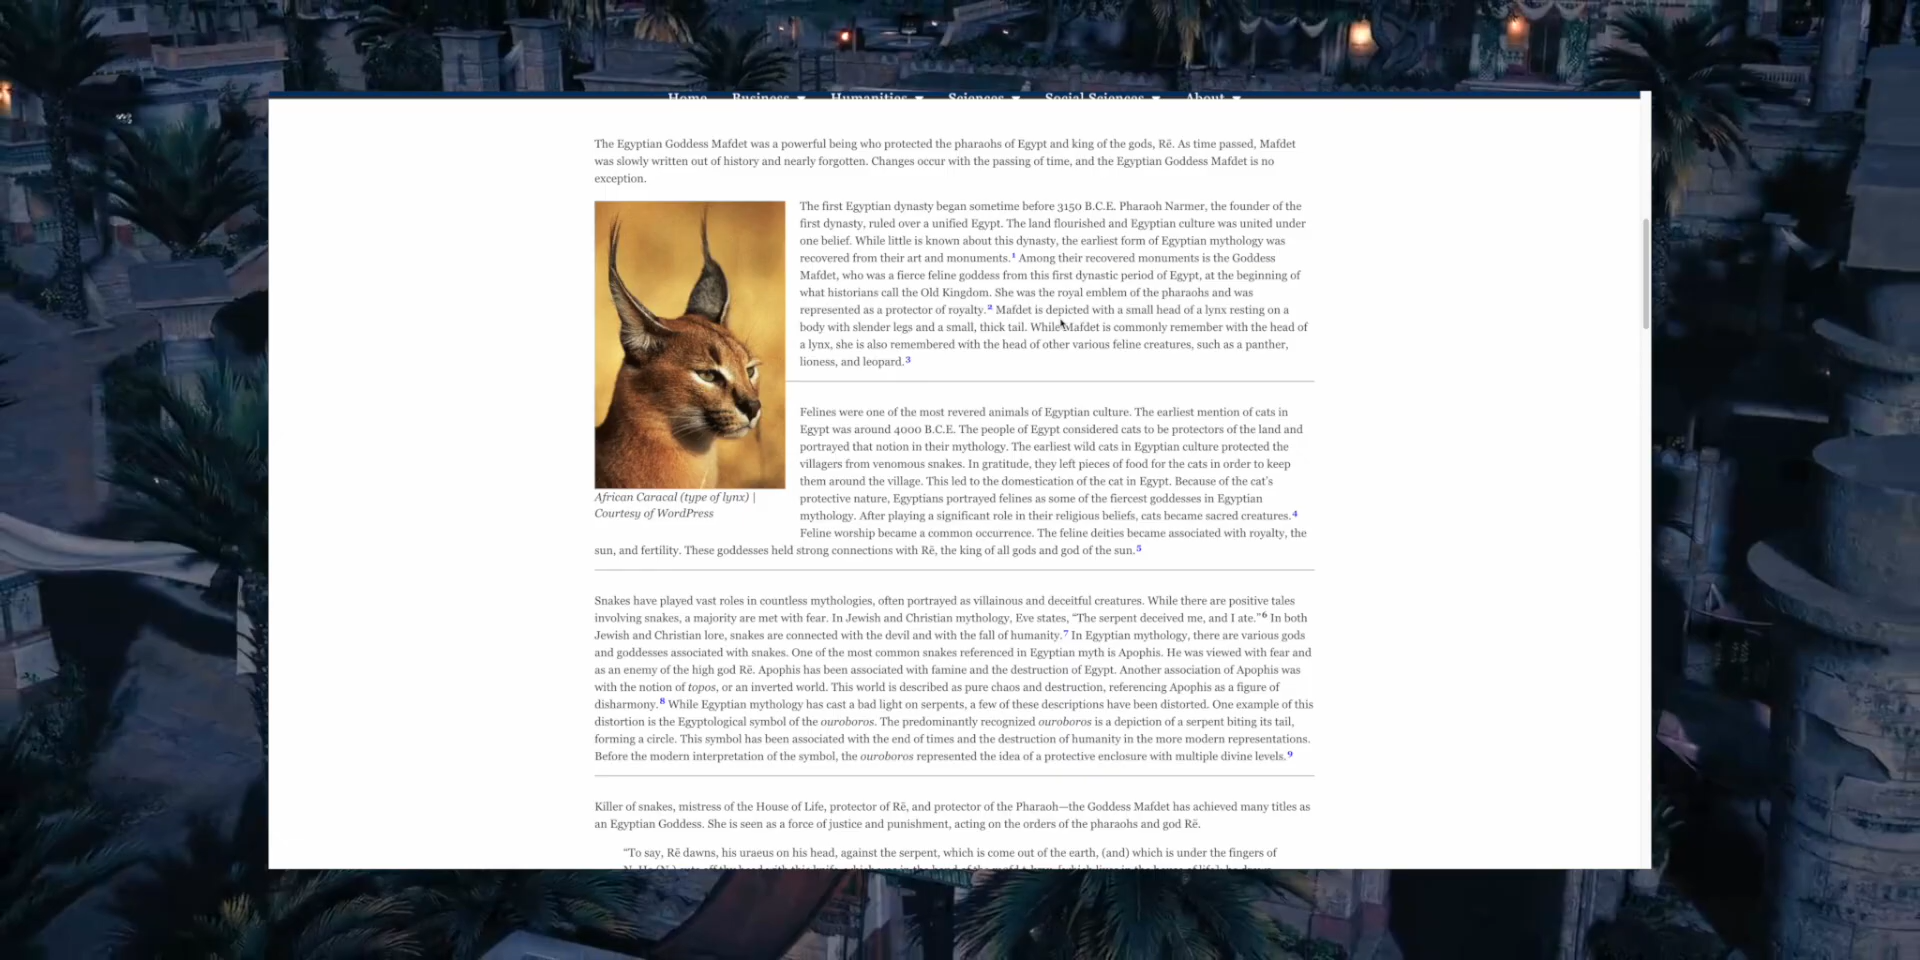 Home Business Humanities Sciences Social Sciences About
The Egyptian Goddess Mafdet was a powerful being who protected the pharaohs of Egypt and king of the gods, Rē. As time passed, Mafdet
was slowly written out of history and nearly forgotten. Changes occur with the passing of time, and the Egyptian Goddess Mafdet is no
exception.
The first Egyptian dynasty began sometime before 3150 B.C.E. Pharaoh Narmer, the founder of the
first dynasty, ruled over a unified Egypt. The land flourished and Egyptian culture was united under
one belief. While little is known about this dynasty, the earliest form of Egyptian mythology was
recovered from their art and monuments.1 Among their recovered monuments is the Goddess
Mafdet, who was a fierce feline goddess from this first dynastic period of Egypt, at the beginning of
what historians call the Old Kingdom. She was the royal emblem of the pharaohs and was
represented as a protector of royalty.2 Mafdet is depicted with a small head of a lynx resting on a
body with slender legs and a small, thick tail. While Mafdet is commonly remember with the head of
a lynx, she is also remembered with the head of other various feline creatures, such as a panther,
lioness, and leopard.3
African Caracal (type of lynx) |
Courtesy of WordPress
Felines were one of the most revered animals of Egyptian culture. The earliest mention of cats in
Egypt was around 4000 B.C.E. The people of Egypt considered cats to be protectors of the land and
portrayed that notion in their mythology. The earliest wild cats in Egyptian culture protected the
villagers from venomous snakes. In gratitude, they left pieces of food for the cats in order to keep
them around the village. This led to the domestication of the cat in Egypt. Because of the cat's
protective nature, Egyptians portrayed felines as some of the fiercest goddesses in Egyptian
mythology. After playing a significant role in their religious beliefs, cats became sacred creatures.4
Feline worship became a common occurrence. The feline deities became associated with royalty, the
sun, and fertility. These goddesses held strong connections with Rē, the king of all gods and god of the sun.5
Snakes have played vast roles in countless mythologies, often portrayed as villainous and deceitful creatures. While there are positive tales
involving snakes, a majority are met with fear. In Jewish and Christian mythology, Eve states, “The serpent deceived me, and I ate.”6 In both
Jewish and Christian lore, snakes are connected with the devil and with the fall of humanity.7 In Egyptian mythology, there are various gods
and goddesses associated with snakes. One of the most common snakes referenced in Egyptian myth is Apophis. He was viewed with fear and
as an enemy of the high god Rē. Apophis has been associated with famine and the destruction of Egypt. Another association of Apophis was
with the notion of topos, or an inverted world. This world is described as pure chaos and destruction, referencing Apophis as a figure of
disharmony.8 While Egyptian mythology has cast a bad light on serpents, a few of these descriptions have been distorted. One example of this
distortion is the Egyptological symbol of the ouroboros. The predominantly recognized ouroboros is a depiction of a serpent biting its tail,
forming a circle. This symbol has been associated with the end of times and the destruction of humanity in the more modern representations.
Before the modern interpretation of the symbol, the ouroboros represented the idea of a protective enclosure with multiple divine levels.9
Killer of snakes, mistress of the House of Life, protector of Rē, and protector of the Pharaoh—the Goddess Mafdet has achieved many titles as
an Egyptian Goddess. She is seen as a force of justice and punishment, acting on the orders of the pharaohs and god Rē.
“To say, Rē dawns, his uraeus on his head, against the serpent, which is come out of the earth, (and) which is under the fingers of